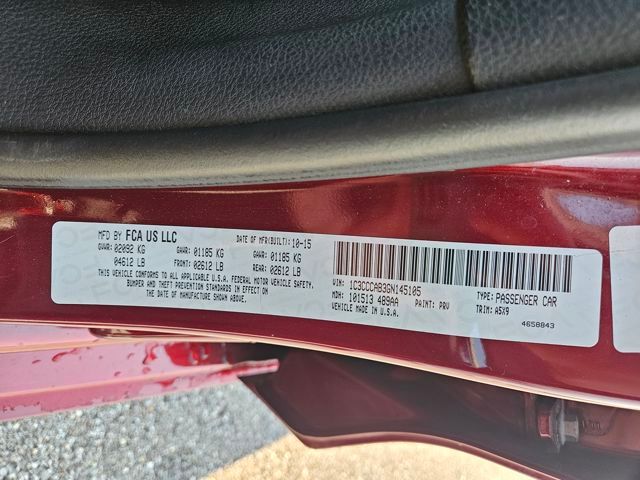 MFD BY FCA US LLC DATE OF MFR(BUILT): 10-15
GVWR: 02092 KG GAWR: 01185 KG GAWR: 01185 KG
04612 LB FRONT: 02612 LB REAR: 02612 LB
THIS VEHICLE CONFORMS TO ALL APPLICABLE U.S.A. FEDERAL MOTOR VEHICLE SAFETY,
BUMPER AND THEFT PREVENTION STANDARDS IN EFFECT ON
THE DATE OF MANUFACTURE SHOWN ABOVE.
VIN: 1C3CCCAB3GN145105 TYPE: PASSENGER CAR
MDH: 101513 489AA PAINT: PRV TRIM: A5X9
VEHICLE MADE IN U.S.A. 4658843